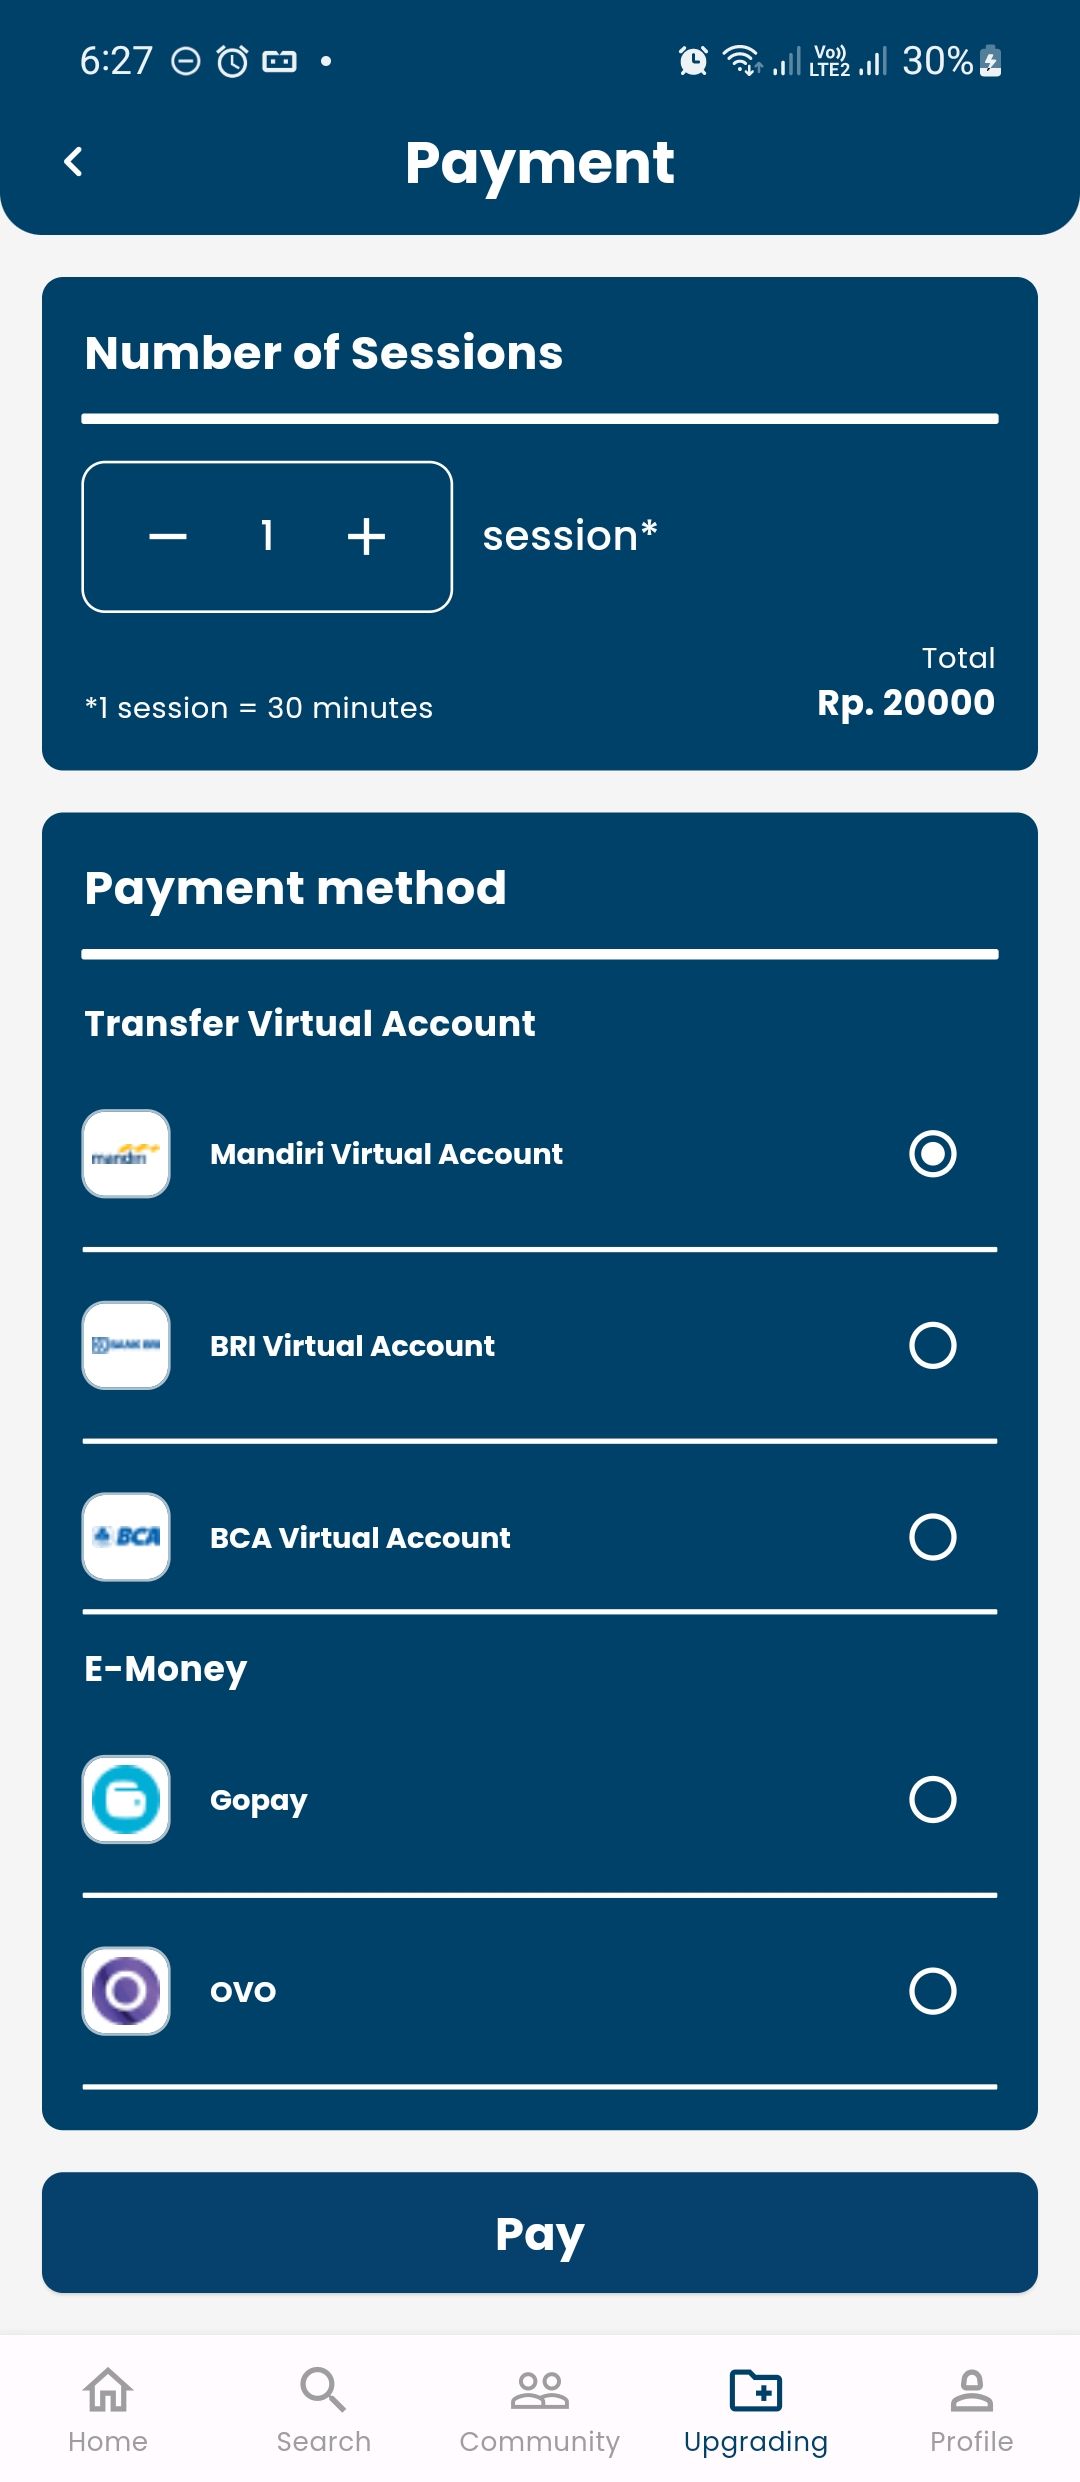 6:27
Vo))
LTE2
30%
Payment
Number of Sessions
1
session*
Total
*1 session = 30 minutes
Rp. 20000
Payment method
Transfer Virtual Account
mandiri
Mandiri Virtual Account
BANK BRI
BRI Virtual Account
BCA
BCA Virtual Account
E-Money
Gopay
OVO
Pay
Home
Search
Community
Upgrading
Profile